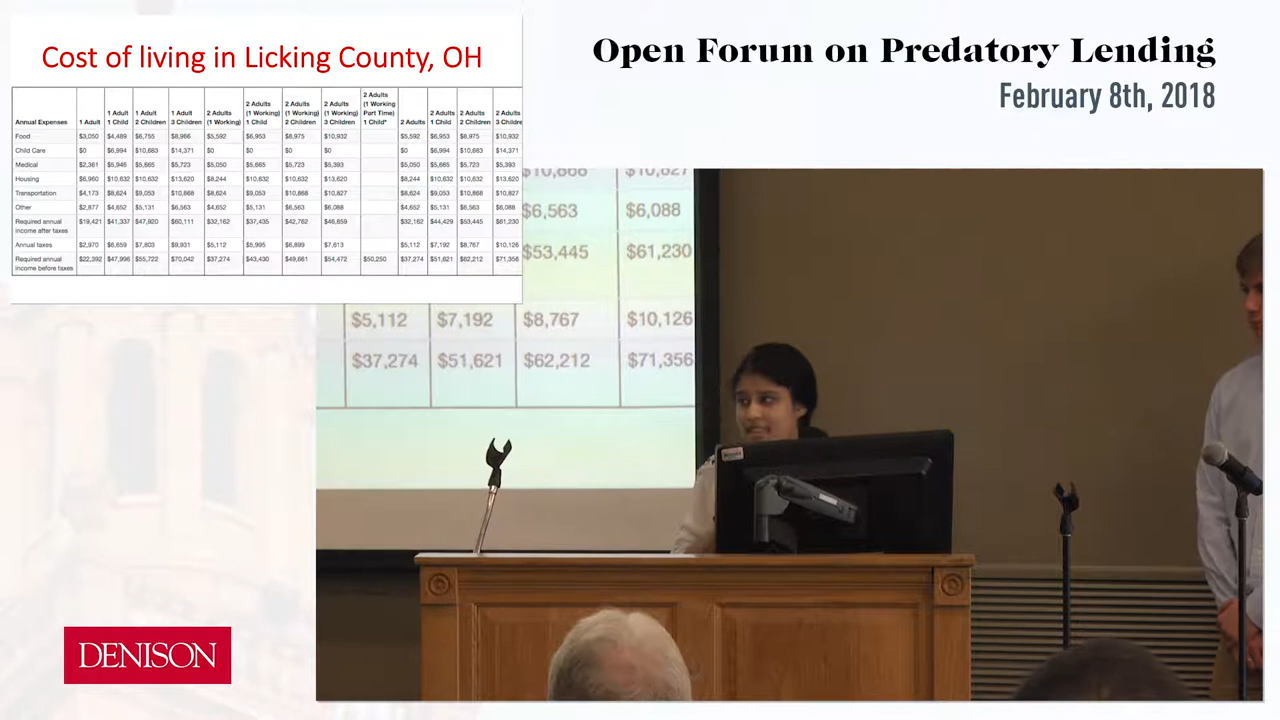 Cost of living in Licking County, OH
Open Forum on Predatory Lending
February 8th, 2018
Annual Expenses | 1 Adult | 1 Adult 1 Child | 1 Adult 2 Children | 1 Adult 3 Children | 2 Adults (1 Working) | 2 Adults (1 Working) 1 Child | 2 Adults (1 Working) 2 Children | 2 Adults (1 Working) 3 Children | 2 Adults (1 Working Part Time) 1 Child* | 2 Adults | 2 Adults 1 Child | 2 Adults 2 Children | 2 Adults 3 Childre
Food $3,050 $4,489 $6,755 $8,966 $5,592 $6,953 $8,975 $10,932 $5,592 $6,953 $8,975 $10,932
Child Care $0 $6,994 $10,683 $14,371 $0 $0 $0 $0 $0 $6,994 $10,683 $14,371
Medical $2,361 $5,946 $5,665 $5,723 $5,050 $5,665 $5,723 $5,393 $5,050 $5,665 $5,723 $5,393
Housing $6,960 $10,632 $10,632 $13,620 $8,244 $10,632 $10,632 $13,620 $8,244 $10,632 $10,632 $13,620
Transportation $4,173 $8,624 $9,053 $10,868 $8,624 $9,053 $10,868 $10,827 $8,624 $9,053 $10,868 $10,827
Other $2,877 $4,652 $5,131 $6,563 $4,652 $5,131 $6,563 $6,088 $4,652 $5,131 $6,563 $6,088
Required annual income after taxes $19,421 $41,337 $47,920 $60,111 $32,162 $37,435 $42,762 $46,859 $32,162 $44,429 $53,445 $61,230
Annual taxes $2,970 $6,659 $7,803 $9,931 $5,112 $5,995 $6,899 $7,613 $5,112 $7,192 $8,767 $10,126
Required annual income before taxes $22,392 $47,996 $55,722 $70,042 $37,274 $43,430 $49,661 $54,472 $50,250 $37,274 $51,621 $62,212 $71,356
$10,868 $10,827
$6,563 $6,088
$53,445 $61,230
$5,112 $7,192 $8,767 $10,126
$37,274 $51,621 $62,212 $71,356
DENISON